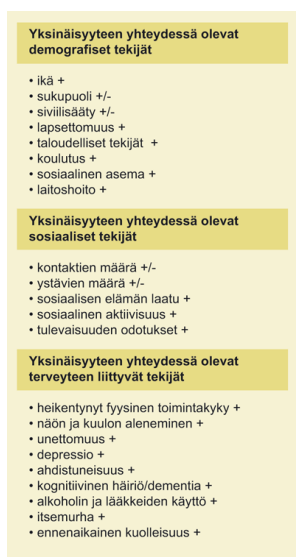 Yksinäisyyteen yhteydessä olevat
demografiset tekijät
• ikä +
• sukupuoli +/-
• siviilisääty +/-
• lapsettomuus +
• taloudelliset tekijät +
• koulutus +
• sosiaalinen asema +
• laitoshoito +
Yksinäisyyteen yhteydessä olevat
sosiaaliset tekijät
• kontaktien määrä +/-
• ystävien määrä +/-
• sosiaalisen elämän laatu +
• sosiaalinen aktiivisuus +
• tulevaisuuden odotukset +
Yksinäisyyteen yhteydessä olevat
terveyteen liittyvät tekijät
• heikentynyt fyysinen toimintakyky +
• näön ja kuulon aleneminen +
• unettomuus +
• depressio +
• ahdistuneisuus +
• kognitiivinen häiriö/dementia +
• alkoholin ja lääkkeiden käyttö +
• itsemurha +
• ennenaikainen kuolleisuus +